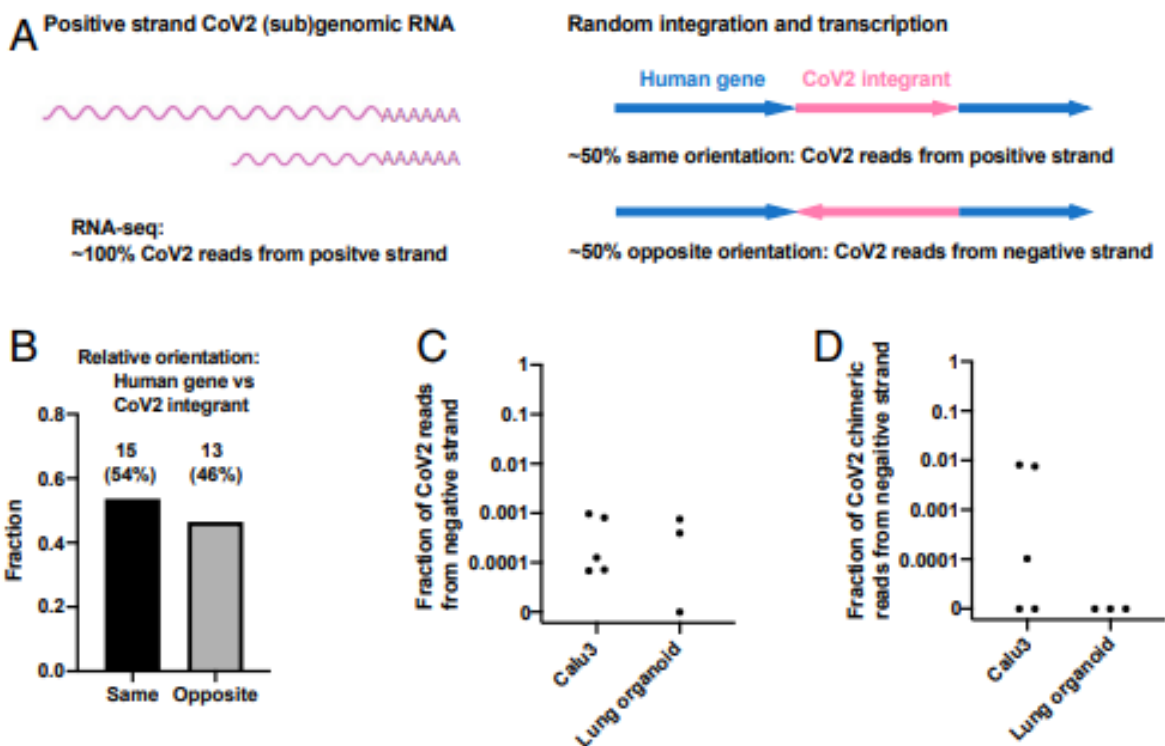 A
Positive strand CoV2 (sub)genomic RNA
AAAAAA
AAAAAA
RNA-seq:
~100% CoV2 reads from positve strand
Random integration and transcription
Human gene
CoV2 integrant
~50% same orientation: CoV2 reads from positive strand
~50% opposite orientation: CoV2 reads from negative strand
B
Relative orientation:
Human gene vs
CoV2 integrant
Fraction
0.8
0.6
0.4
0.2
0.0
15
(54%)
13
(46%)
Same
Opposite
C
Fraction of CoV2 reads
from negative strand
1
0.1
0.01
0.001
0.0001
0
Calu3
Lung organoid
D
Fraction of CoV2 chimeric
reads from negaitive strand
1
0.1
0.01
0.001
0.0001
0
Calu3
Lung organoid